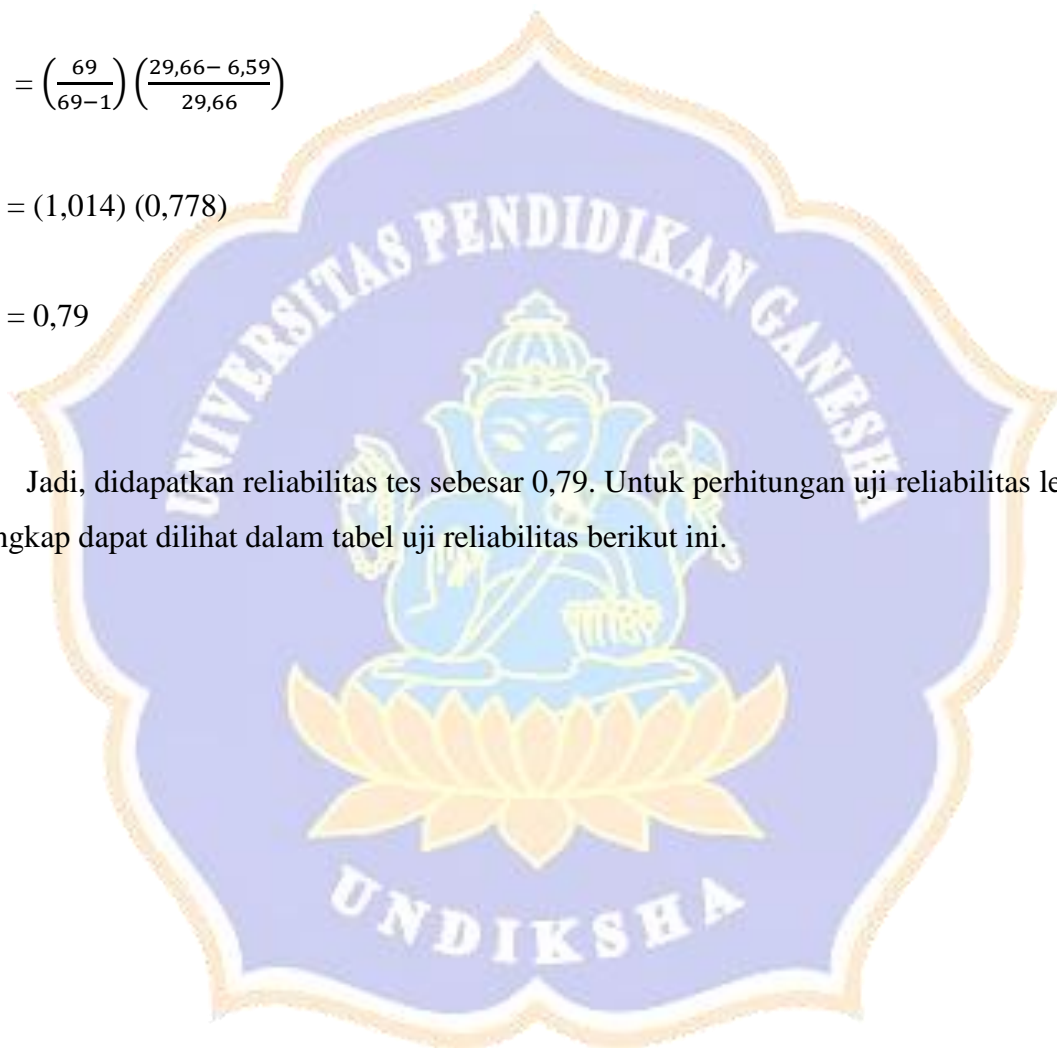 = (69/69−1) (29,66− 6,59/29,66)
= (1,014) (0,778)
= 0,79
UNIVERSITAS PENDIDIKAN GANESHA
Jadi, didapatkan reliabilitas tes sebesar 0,79. Untuk perhitungan uji reliabilitas le
ngkap dapat dilihat dalam tabel uji reliabilitas berikut ini.
UNDIKSHA